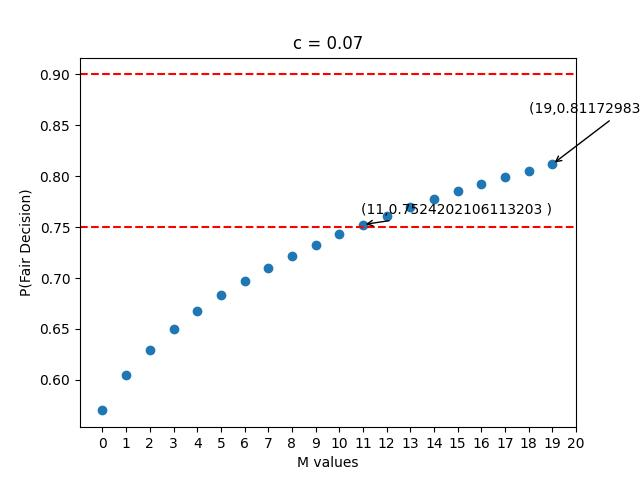 c = 0.07
0.90
(19,0.81172983
0.85
0.80
(11,0.7524202106113203 )
0.75
0.70
0.65
0.60
P(Fair Decision)
0 1 2 3 4 5 6 7 8 9 10 11 12 13 14 15 16 17 18 19 20
M values